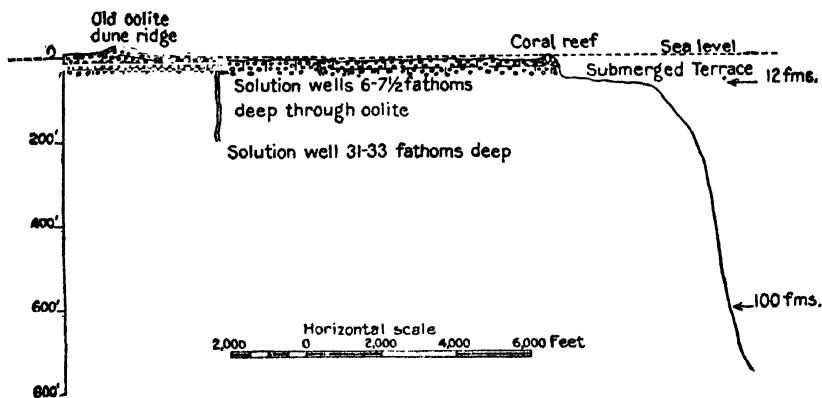 Old oolite
dune ridge
0
Coral reef
Sea level
Submerged Terrace
12 fms.
Solution wells 6-7½ fathoms
deep through oolite
200'
Solution well 31-33 fathoms deep
400'
600'
100 fms.
Horizontal scale
2,000 0 2,000 4,000 6,000 Feet
800'